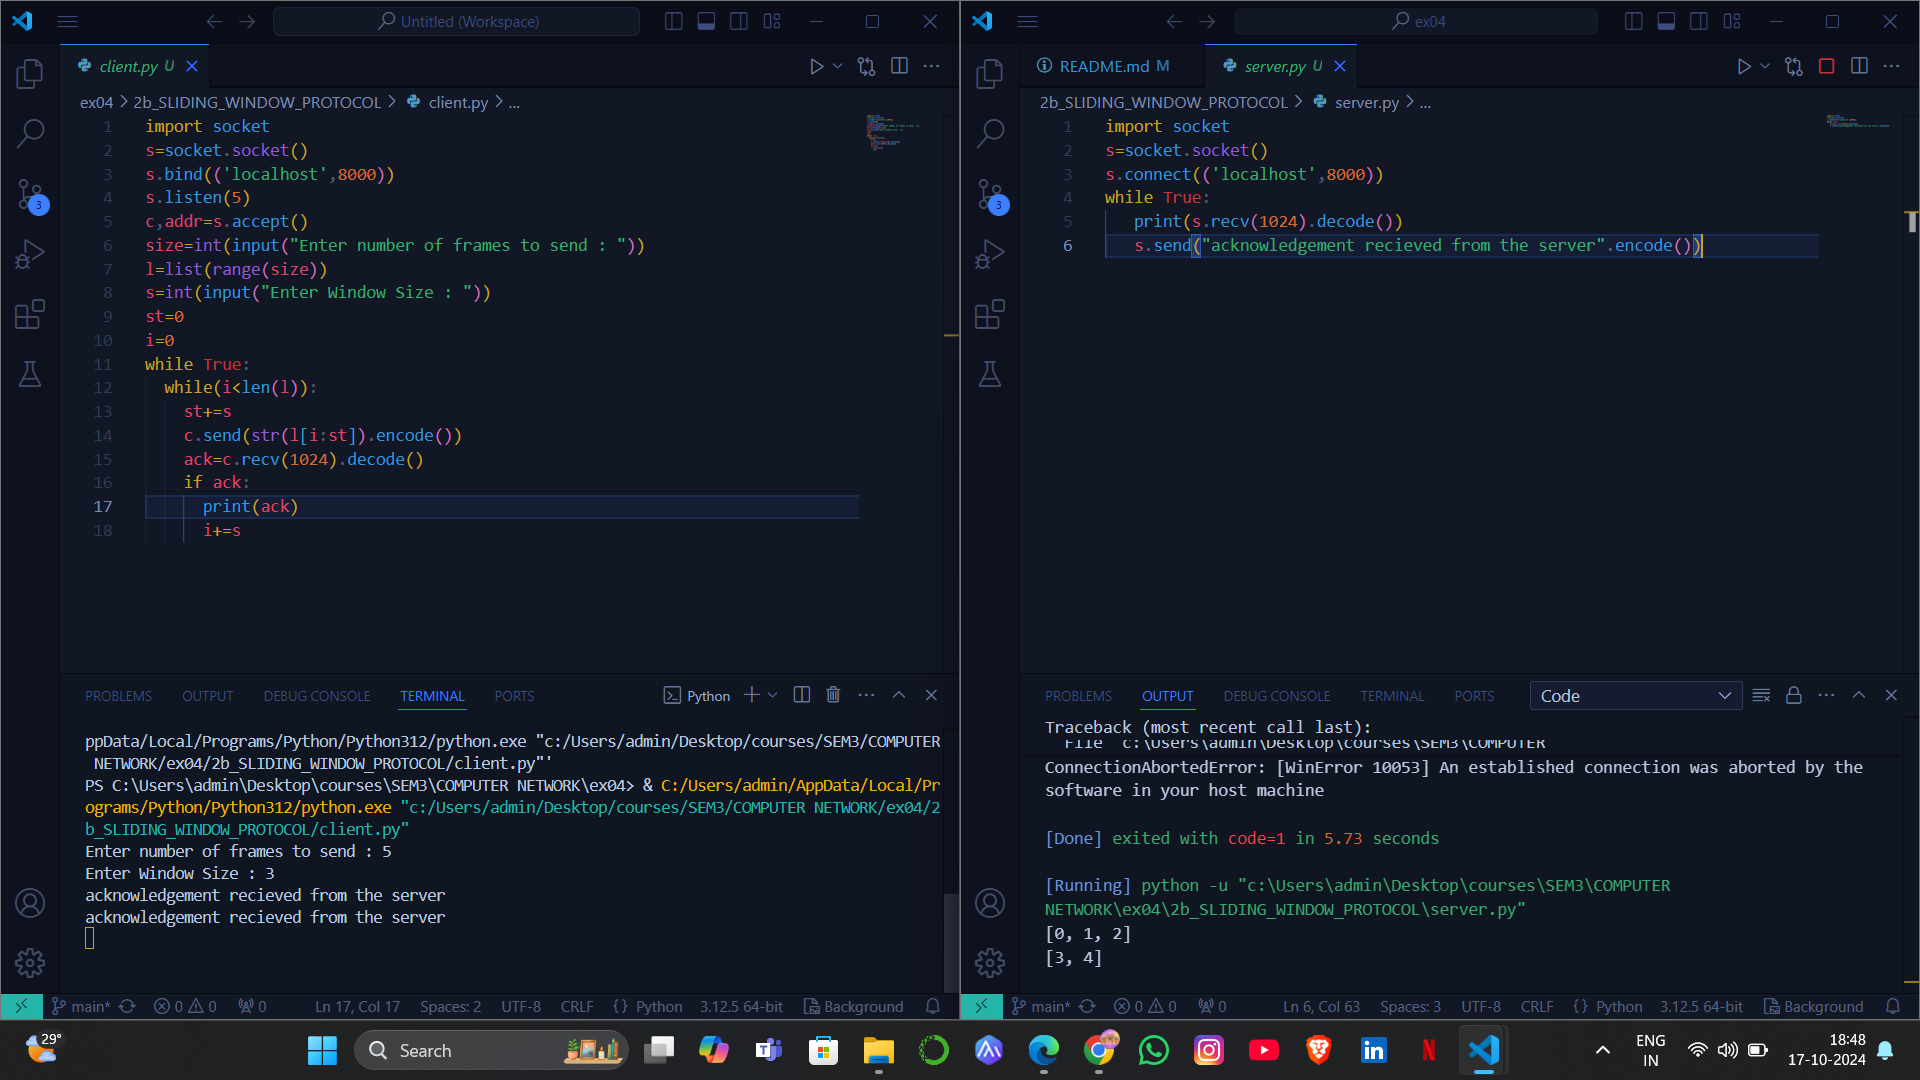 Untitled (Workspace)
client.py U
ex04 > 2b_SLIDING_WINDOW_PROTOCOL > client.py > ...
1 import socket
2 s=socket.socket()
3 s.bind(('localhost',8000))
4 s.listen(5)
5 c,addr=s.accept()
6 size=int(input("Enter number of frames to send : "))
7 l=list(range(size))
8 s=int(input("Enter Window Size : "))
9 st=0
10 i=0
11 while True:
12 while(i<len(l)):
13 st+=s
14 c.send(str(l[i:st]).encode())
15 ack=c.recv(1024).decode()
16 if ack:
17 print(ack)
18 i+=s
3
PROBLEMS OUTPUT DEBUG CONSOLE TERMINAL PORTS Python
ppData/Local/Programs/Python/Python312/python.exe "c:/Users/admin/Desktop/courses/SEM3/COMPUTER
NETWORK/ex04/2b_SLIDING_WINDOW_PROTOCOL/client.py"'
PS C:\Users\admin\Desktop\courses\SEM3\COMPUTER NETWORK\ex04> & C:/Users/admin/AppData/Local/Pr
ograms/Python/Python312/python.exe "c:/Users/admin/Desktop/courses/SEM3/COMPUTER NETWORK/ex04/2
b_SLIDING_WINDOW_PROTOCOL/client.py"
Enter number of frames to send : 5
Enter Window Size : 3
acknowledgement recieved from the server
acknowledgement recieved from the server
main* 0 0 0 Ln 17, Col 17 Spaces: 2 UTF-8 CRLF {} Python 3.12.5 64-bit Background
ex04
README.md M server.py U
2b_SLIDING_WINDOW_PROTOCOL > server.py > ...
1 import socket
2 s=socket.socket()
3 s.connect(('localhost',8000))
4 while True:
5 print(s.recv(1024).decode())
6 s.send("acknowledgement recieved from the server".encode())
3
PROBLEMS OUTPUT DEBUG CONSOLE TERMINAL PORTS Code
Traceback (most recent call last):
File "c:\Users\admin\Desktop\courses\SEM3\COMPUTER
ConnectionAbortedError: [WinError 10053] An established connection was aborted by the
software in your host machine
[Done] exited with code=1 in 5.73 seconds
[Running] python -u "c:\Users\admin\Desktop\courses\SEM3\COMPUTER
NETWORK\ex04\2b_SLIDING_WINDOW_PROTOCOL\server.py"
[0, 1, 2]
[3, 4]
main* 0 0 0 Ln 6, Col 63 Spaces: 3 UTF-8 CRLF {} Python 3.12.5 64-bit Background
29°
Search
ENG
IN
18:48
17-10-2024